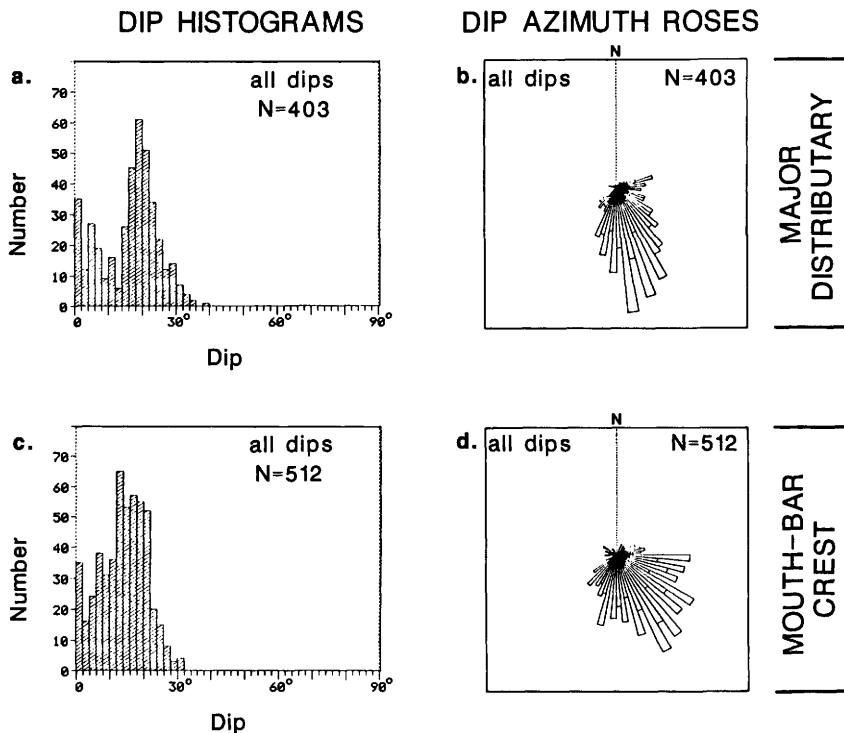 DIP HISTOGRAMS
DIP AZIMUTH ROSES
a.
all dips
N=403
70
60
50
40
30
20
10
0
Number
0
30°
60°
90°
Dip
b.
N
all dips
N=403
MAJOR
DISTRIBUTARY
c.
all dips
N=512
70
60
50
40
30
20
10
0
Number
0
30°
60°
90°
Dip
d.
N
all dips
N=512
MOUTH-BAR
CREST